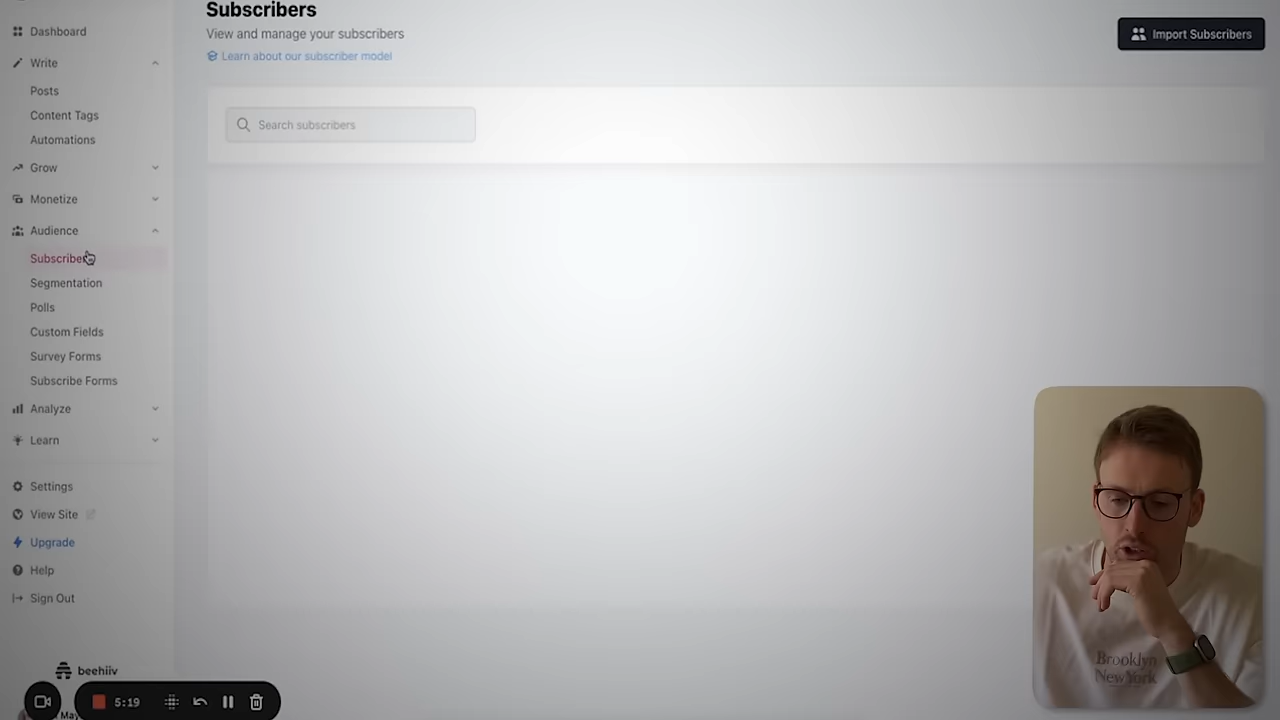 Subscribers
View and manage your subscribers
Learn about our subscriber model
Import Subscribers
Search subscribers
Dashboard
Write
Posts
Content Tags
Automations
Grow
Monetize
Audience
Subscribers
Segmentation
Polls
Custom Fields
Survey Forms
Subscribe Forms
Analyze
Learn
Settings
View Site
Upgrade
Help
Sign Out
beehiiv
5:19
May
Brooklyn
New York